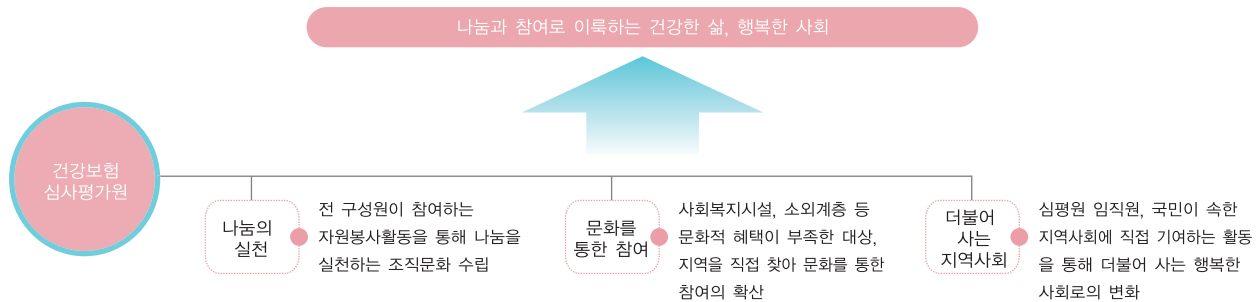 나눔과 참여로 이룩하는 건강한 삶, 행복한 사회
건강보험
심사평가원
나눔의
실천
전 구성원이 참여하는
자원봉사활동을 통해 나눔을
실천하는 조직문화 수립
문화를
통한 참여
사회복지시설, 소외계층 등
문화적 혜택이 부족한 대상,
지역을 직접 찾아 문화를 통한
참여의 확산
더불어
사는
지역사회
심평원 임직원, 국민이 속한
지역사회에 직접 기여하는 활동
을 통해 더불어 사는 행복한
사회로의 변화